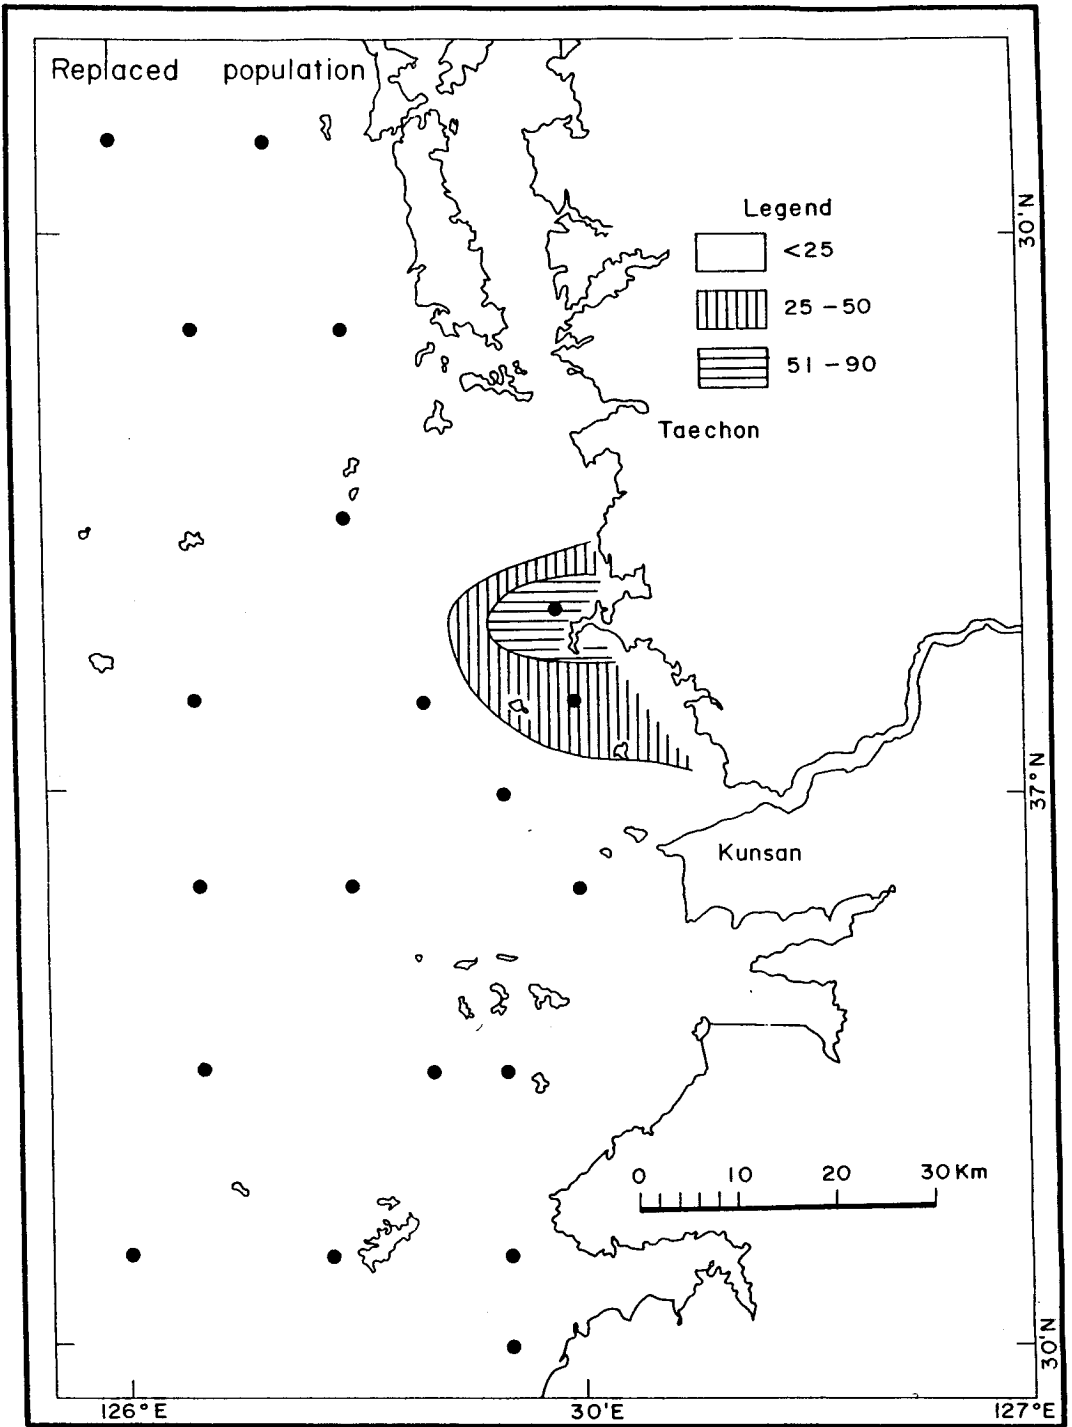 Replaced population
30'N
Legend
<25
25 – 50
51 – 90
Taechon
37°N
Kunsan
0 10 20 30 Km
30'N
126°E 30'E 127°E